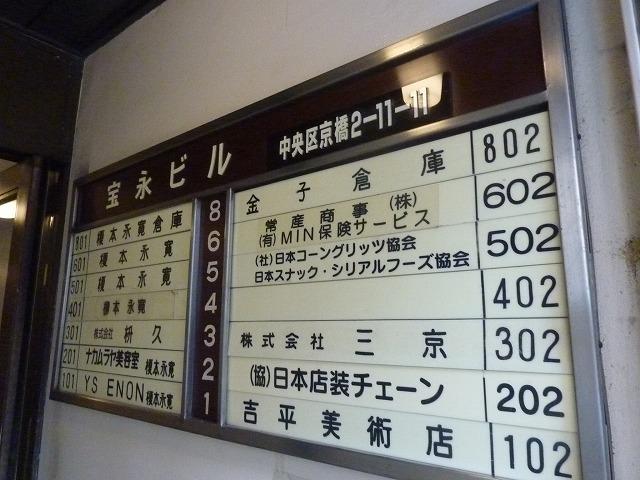 宝永ビル
中央区京橋2-11-11
8
6
5
4
3
2
1
801 榎本永寛倉庫
601 榎本永寛
501 榎本永寛
401 榎本永寛
301 株式会社 枡久
201 ナカムラヤ美容室 榎本永寛
101 YS ENON 榎本永寛
金子倉庫 802
常産商事(株)
(有)MIN保険サービス 602
(社)日本コーングリッツ協会
日本スナック・シリアルフーズ協会 502
402
株式会社 三京 302
(協)日本店装チェーン 202
吉平美術店 102